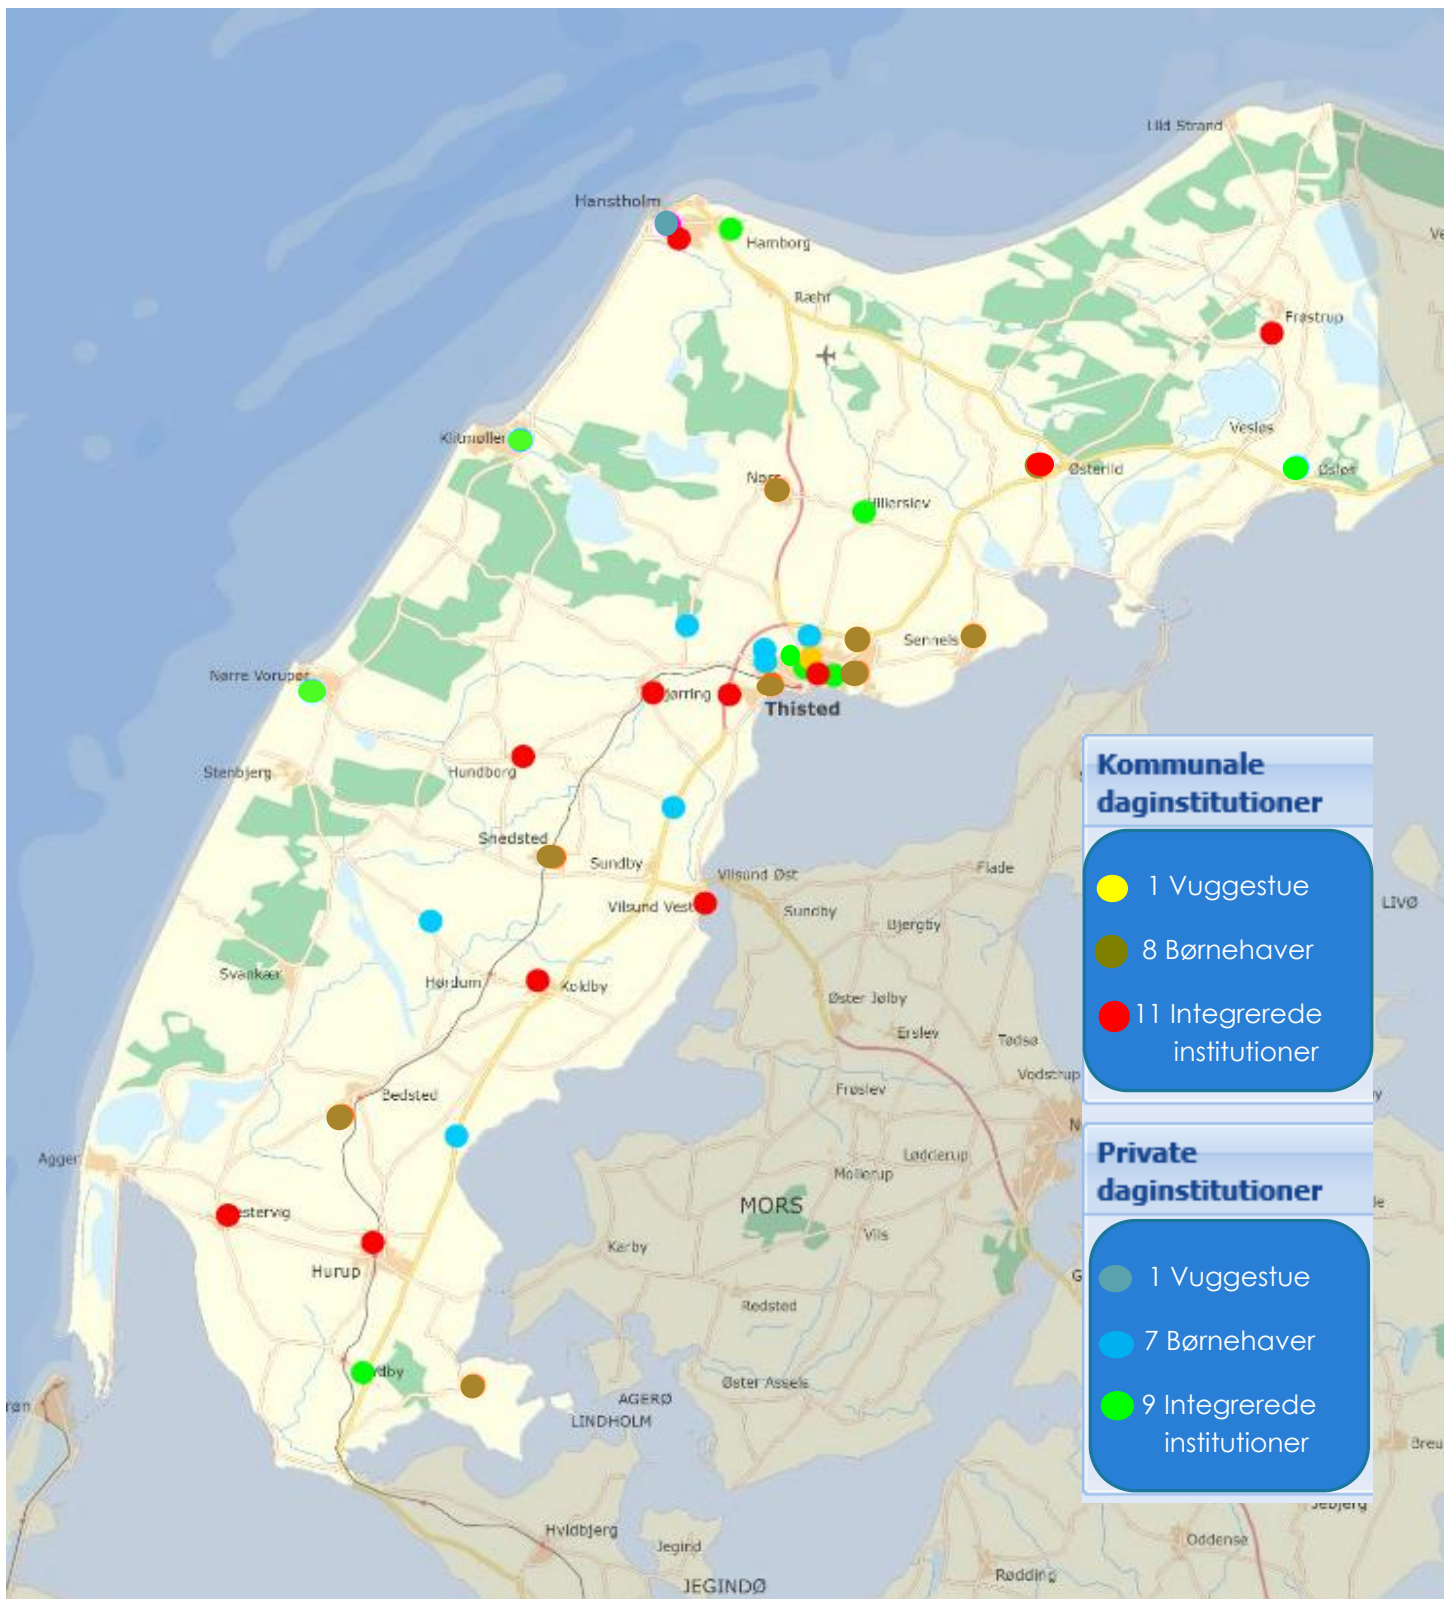 Lild Strand
Hanstholm
Hamborg
Ræhr
Frøstrup
Klitmøller
Vesløs
Østerild
Øsløs
Nors
Hillerslev
Sennels
Nørre Vorupør
Thisted
Stenbjerg
Hundborg
Snedsted
Sundby
Vilsund Øst
Flade
Vilsund Vest
Sundby
Bjergby
LIVØ
Svankær
Hørdum
Koldby
Øster Jølby
Erslev
Tødsø
Vodstrup
Frøslev
Bedsted
Agger
Lødderup
Mollerup
MORS
Vils
Karby
Hurup
Redsted
Øster Assels
AGERØ
LINDHOLM
Hvidbjerg
Jegind
JEGINDØ
Jebjerg
Oddense
Rødding
Kommunale
daginstitutioner
1 Vuggestue
8 Børnehaver
11 Integrerede
institutioner
Private
daginstitutioner
1 Vuggestue
7 Børnehaver
9 Integrerede
institutioner